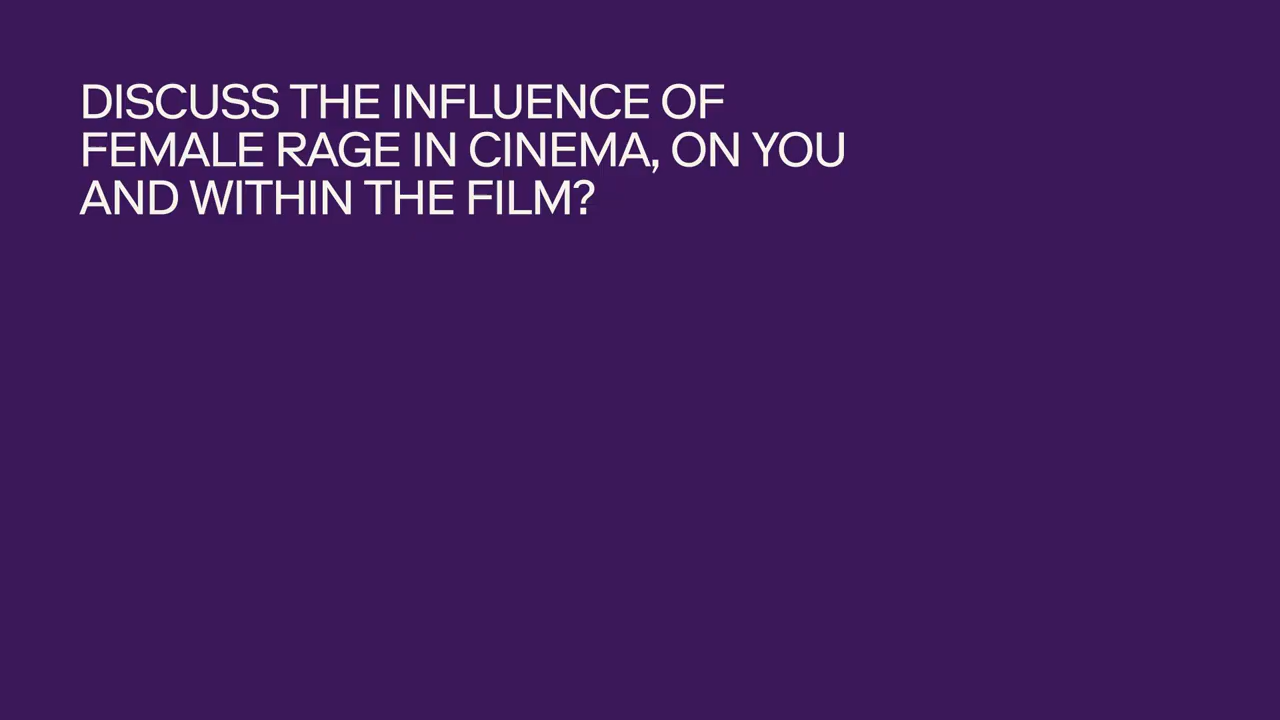 DISCUSS THE INFLUENCE OF
FEMALE RAGE IN CINEMA, ON YOU
AND WITHIN THE FILM?